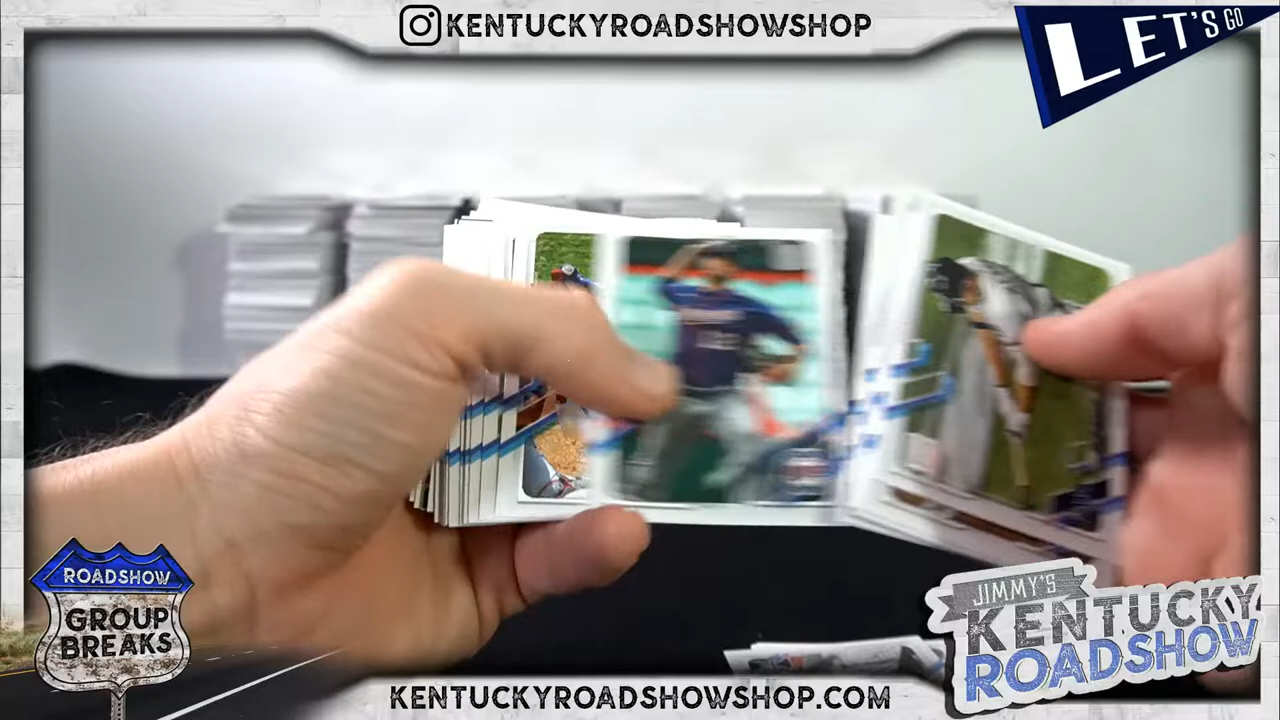 KENTUCKYROADSHOWSHOP
LET'S GO
ROADSHOW
GROUP
BREAKS
JIMMY'S
KENTUCKY
ROADSHOW
KENTUCKYROADSHOWSHOP.COM